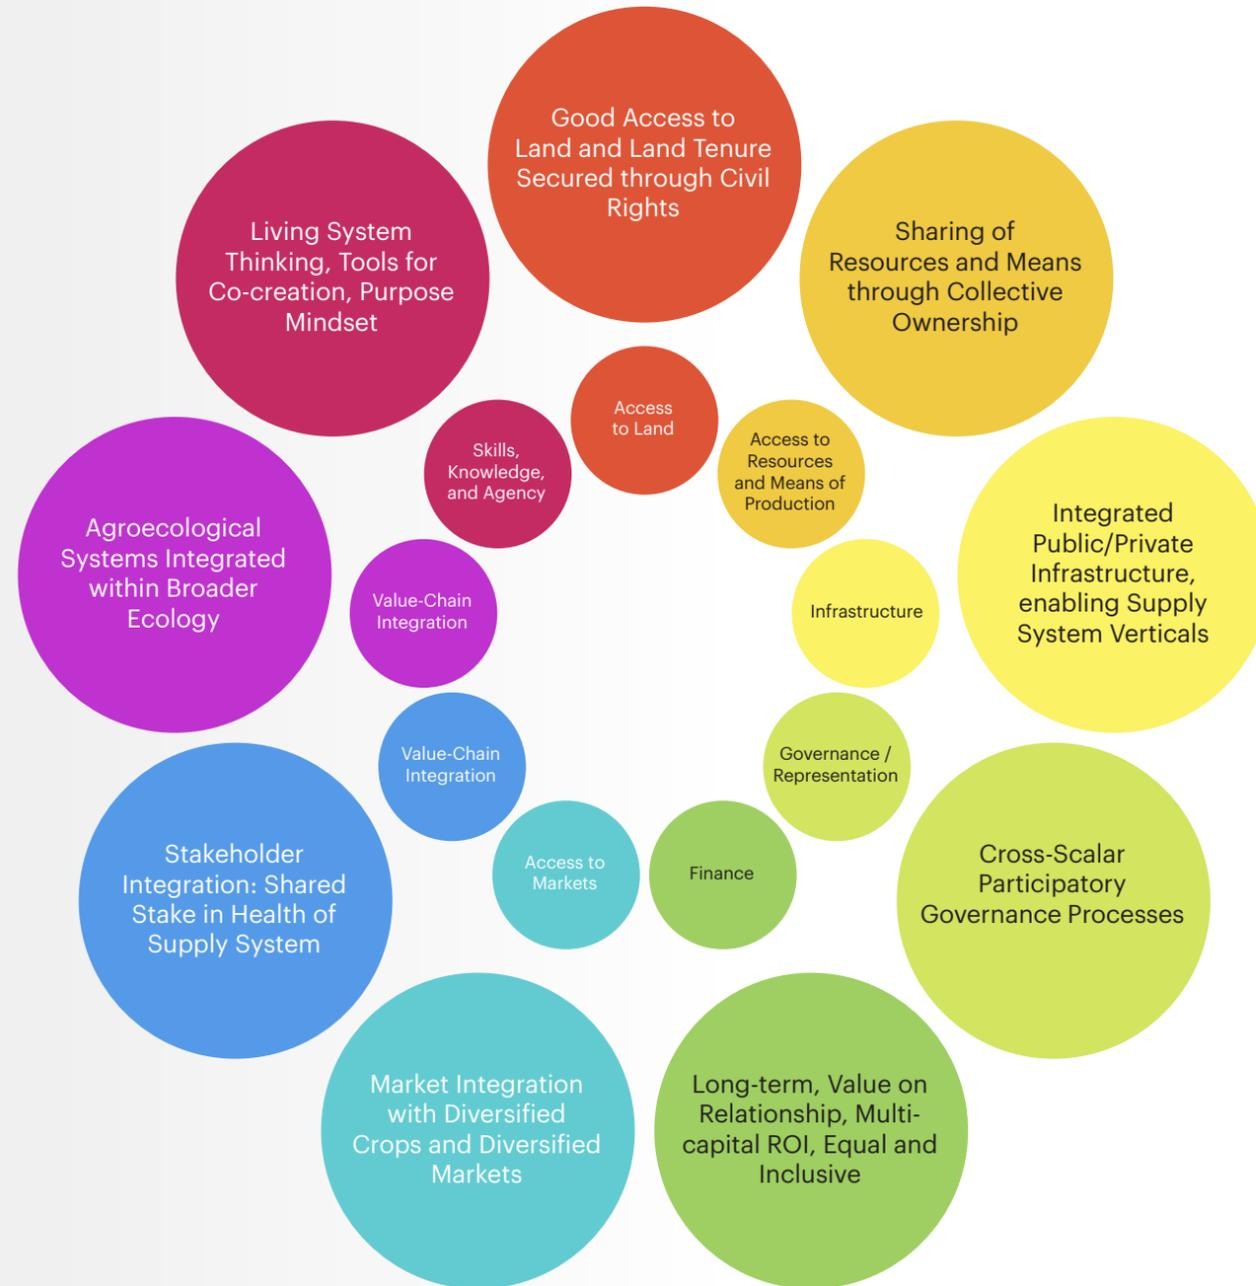 Good Access to
Land and Land Tenure
Secured through Civil
Rights
Living System
Thinking, Tools for
Co-creation, Purpose
Mindset
Sharing of
Resources and Means
through Collective
Ownership
Access
to Land
Skills,
Knowledge,
and Agency
Access to
Resources
and Means of
Production
Agroecological
Systems Integrated
within Broader
Ecology
Integrated
Public/Private
Infrastructure,
enabling Supply
System Verticals
Value-Chain
Integration
Infrastructure
Value-Chain
Integration
Governance /
Representation
Stakeholder
Integration: Shared
Stake in Health of
Supply System
Access to
Markets
Finance
Cross-Scalar
Participatory
Governance Processes
Market Integration
with Diversified
Crops and Diversified
Markets
Long-term, Value on
Relationship, Multi-
capital ROI, Equal and
Inclusive